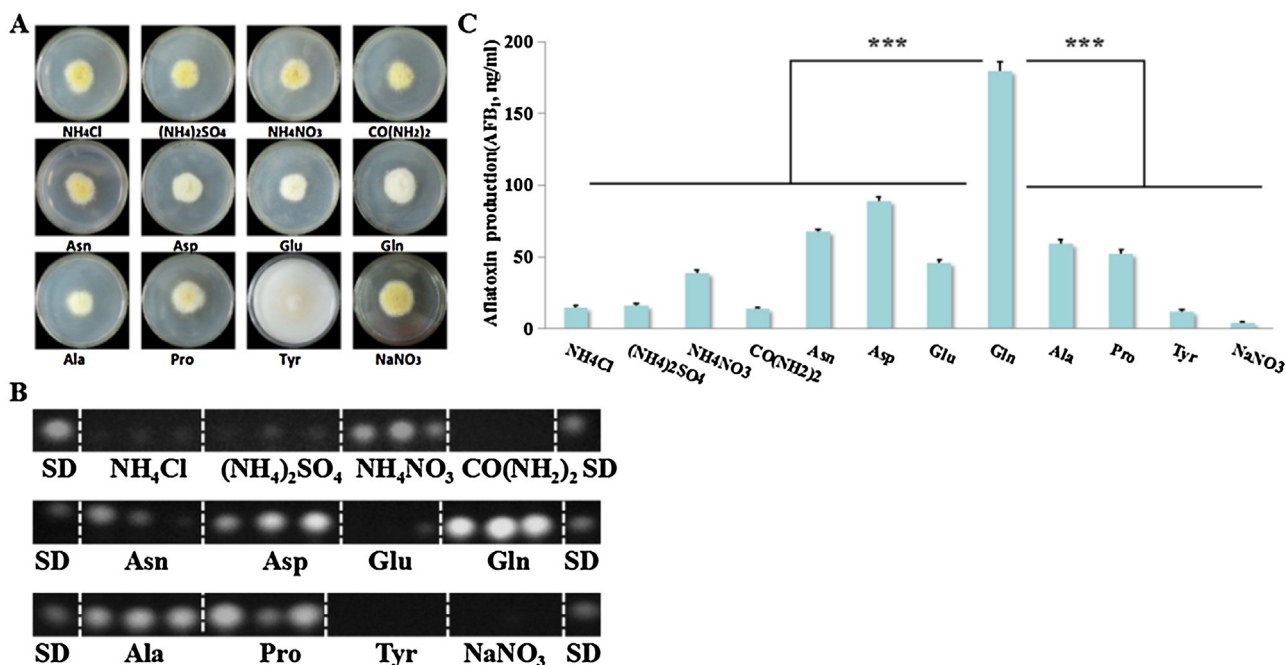 A
NH4Cl (NH4)2SO4 NH4NO3 CO(NH2)2
Asn Asp Glu Gln
Ala Pro Tyr NaNO3
B
SD NH₄Cl (NH₄)₂SO₄ NH₄NO₃ CO(NH₂)₂ SD
SD Asn Asp Glu Gln SD
SD Ala Pro Tyr NaNO₃ SD
C
Aflatoxin production(AFB₁, ng/ml)
200
150
100
50
0
*** ***
NH4Cl (NH4)2SO4 NH4NO3 CO(NH2)2 Asn Asp Glu Gln Ala Pro Tyr NaNO3